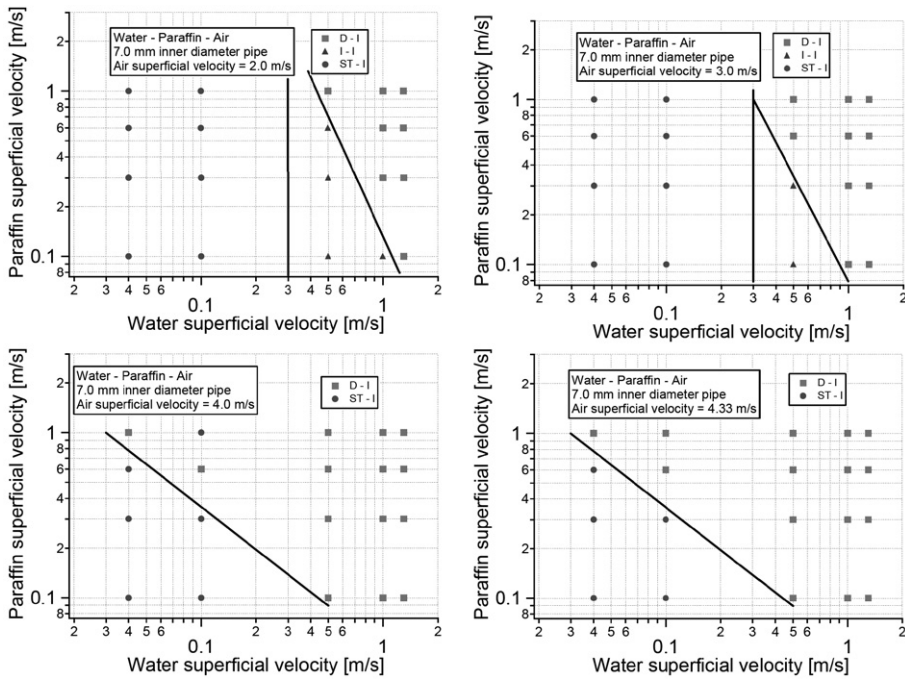 Paraffin superficial velocity [m/s]
2
1
8
6
4
2
0.1
8
Water - Paraffin - Air
7.0 mm inner diameter pipe
Air superficial velocity = 2.0 m/s
D - I
I - I
ST - I
2 3 4 5 6 0.1 2 3 4 5 6 1 2
Water superficial velocity [m/s]
Paraffin superficial velocity [m/s]
2
1
8
6
4
2
0.1
8
Water - Paraffin - Air
7.0 mm inner diameter pipe
Air superficial velocity = 3.0 m/s
D - I
I - I
ST - I
2 3 4 5 6 0.1 2 3 4 5 6 1 2
Water superficial velocity [m/s]
Paraffin superficial velocity [m/s]
2
1
8
6
4
2
0.1
8
Water - Paraffin - Air
7.0 mm inner diameter pipe
Air superficial velocity = 4.0 m/s
D - I
ST - I
2 3 4 5 6 0.1 2 3 4 5 6 1 2
Water superficial velocity [m/s]
Paraffin superficial velocity [m/s]
2
1
8
6
4
2
0.1
8
Water - Paraffin - Air
7.0 mm inner diameter pipe
Air superficial velocity = 4.33 m/s
D - I
ST - I
2 3 4 5 6 0.1 2 3 4 5 6 1 2
Water superficial velocity [m/s]